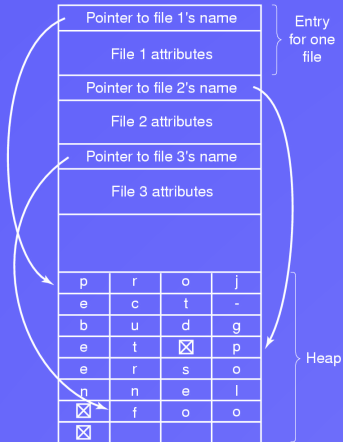 Pointer to file 1's name
File 1 attributes
Entry
for one
file
Pointer to file 2's name
File 2 attributes
Pointer to file 3's name
File 3 attributes
p r o j
e c t -
b u d g
e t ☒ p
e r s o
n n e l
☒ f o o
☒
Heap